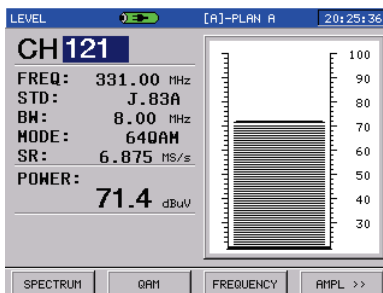 LEVEL [A]-PLAN A 20:25:36
CH 121
FREQ: 331.00 MHz
STD: J.83A
BW: 8.00 MHz
MODE: 64QAM
SR: 6.875 MS/s
POWER:
71.4 dBuV
100
90
80
70
60
50
40
30
SPECTRUM QAM FREQUENCY AMPL >>